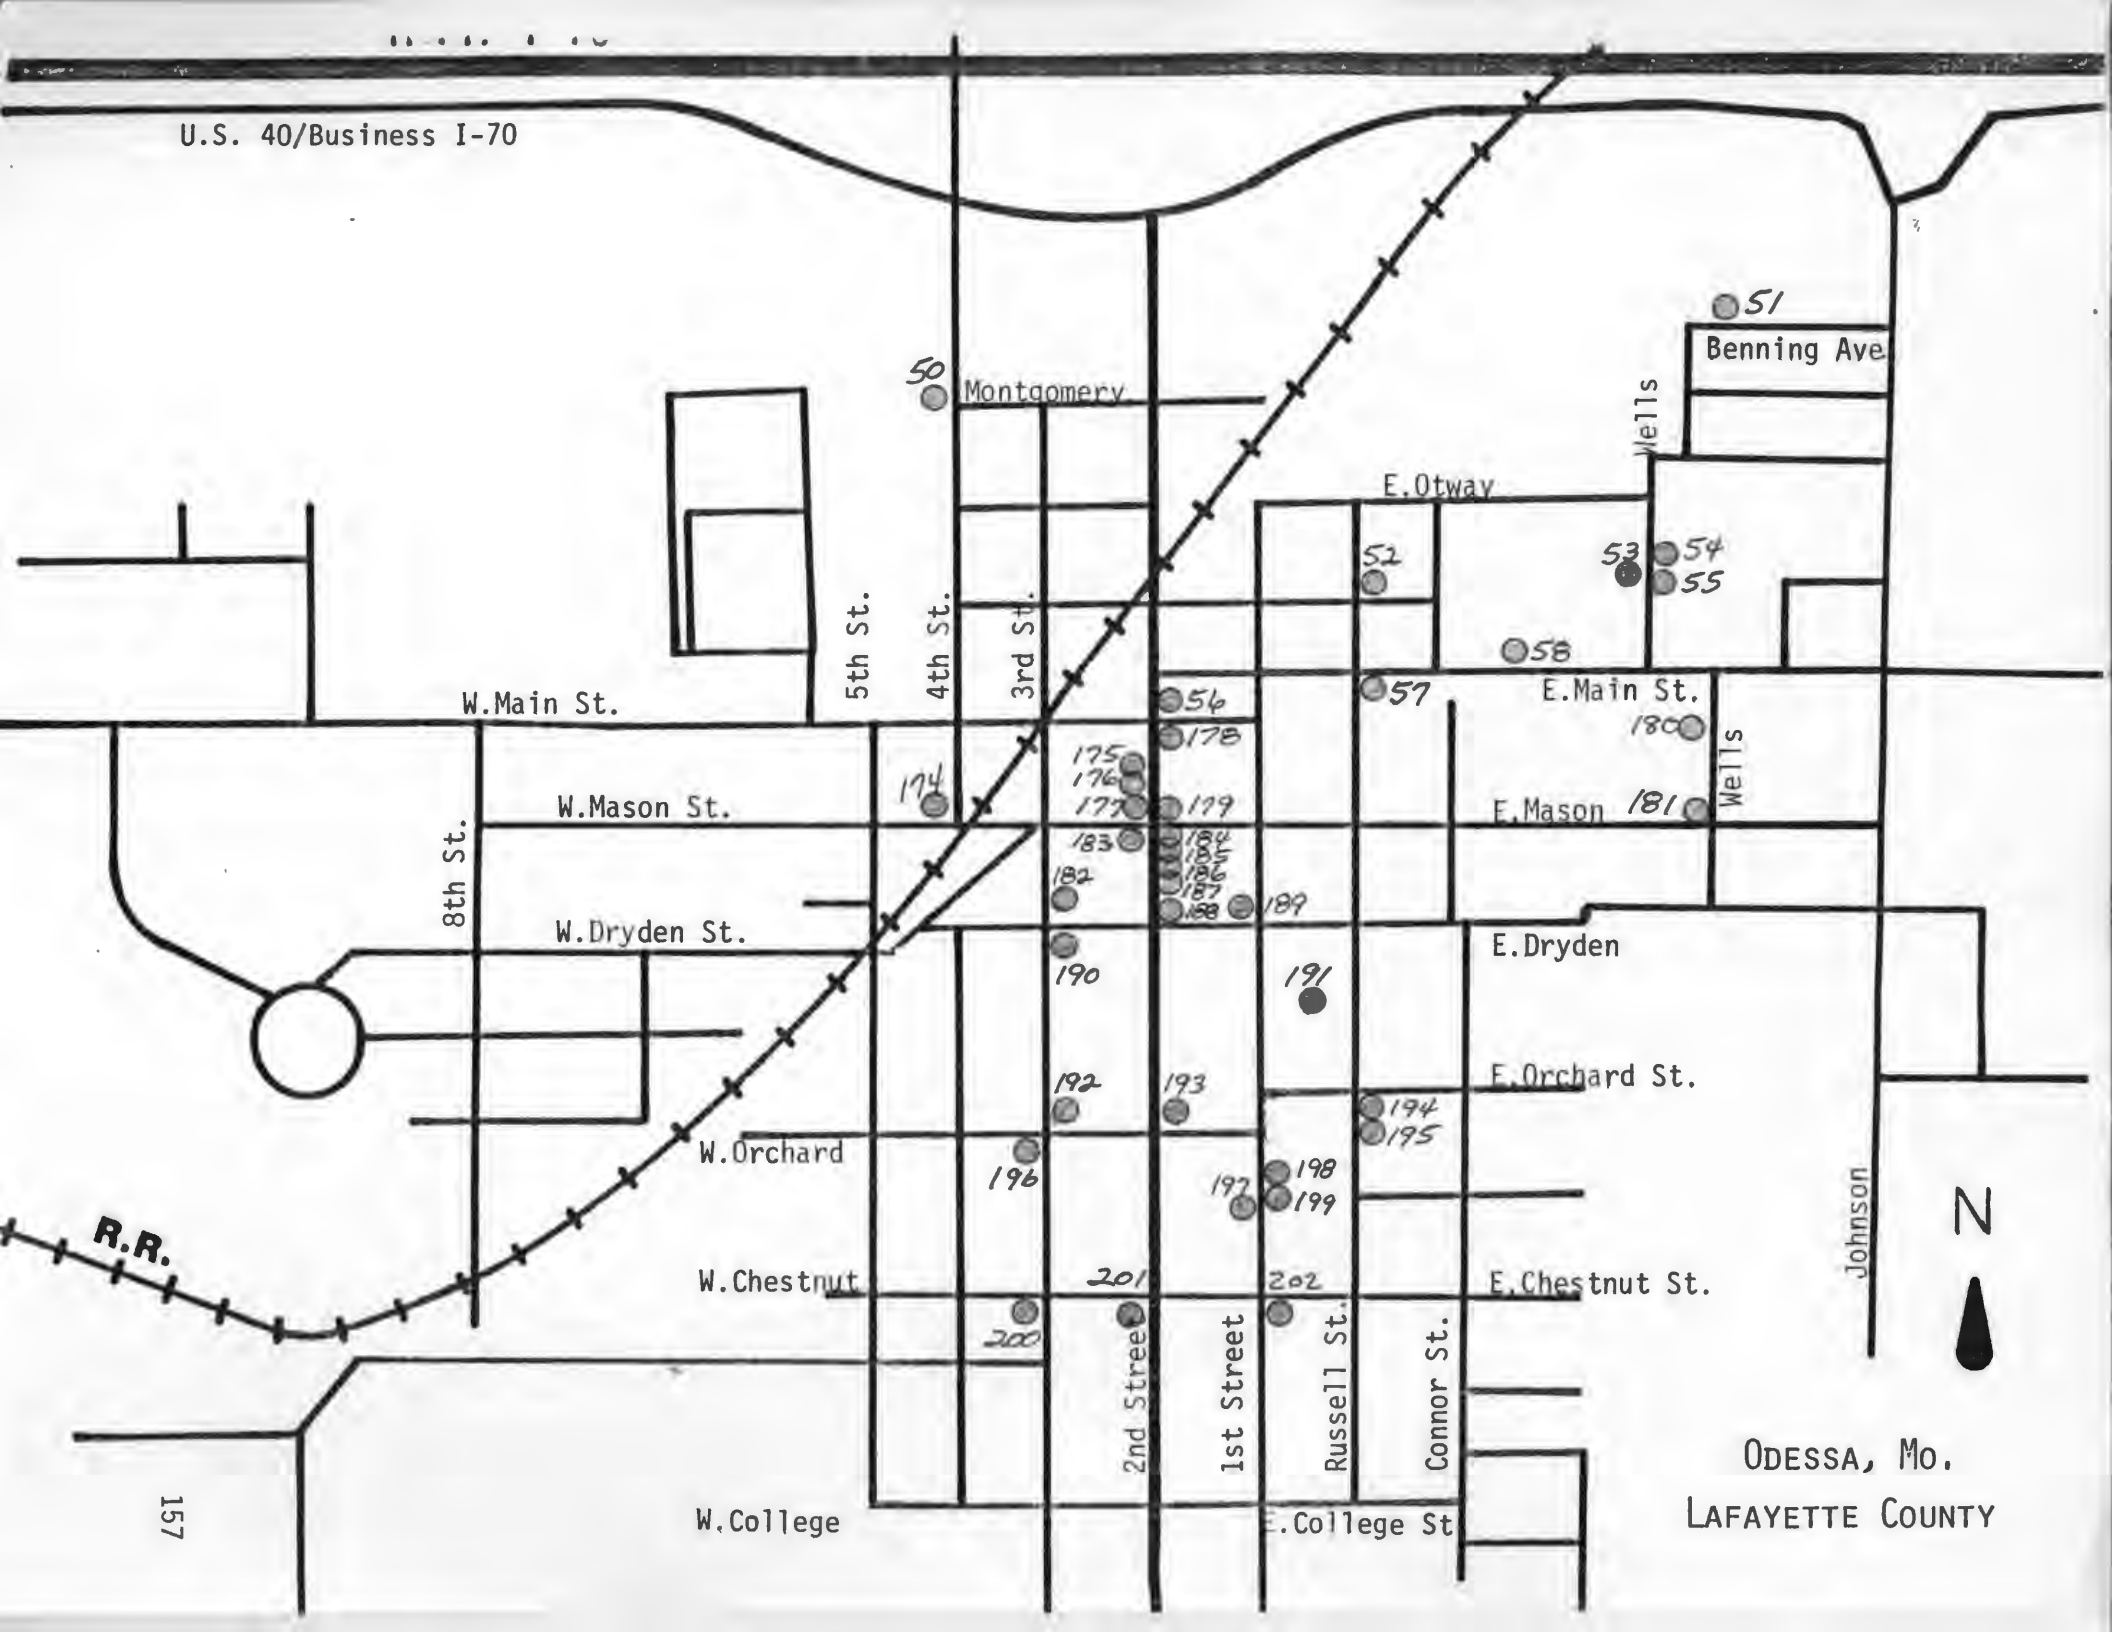 U.S. 40/Business I-70
51
Benning Ave
50
Montgomery
Wells
E.Otway
52
53
54
55
58
5th St.
4th St.
3rd St.
W.Main St.
56
57
E.Main St.
178
180
175
176
174
177
179
W.Mason St.
E.Mason
181
Wells
183
184
185
186
187
188
189
182
8th St.
W.Dryden St.
E.Dryden
190
191
192
193
E.Orchard St.
194
195
W.Orchard
196
198
197
199
R.R.
Johnson
N
W.Chestnut
201
202
E.Chestnut St.
200
2nd Street
1st Street
Russell St.
Connor St.
ODESSA, MO.
LAFAYETTE COUNTY
157
W.College
E.College St